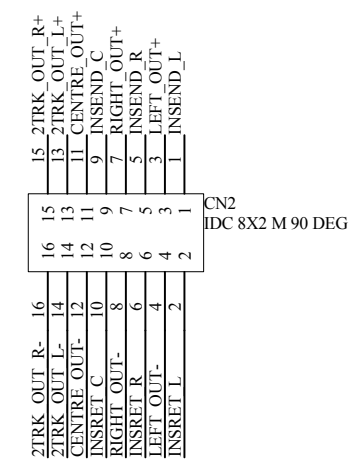 15 2TRK_OUT_R+
13 2TRK_OUT_L+
11 CENTRE_OUT+
9 INSEND_C
7 RIGHT_OUT+
5 INSEND_R
3 LEFT_OUT+
1 INSEND_L
15
13
11
9
7
5
3
1
16
14
12
10
8
6
4
2
CN2
IDC 8X2 M 90 DEG
2TRK_OUT_R- 16
2TRK_OUT_L- 14
CENTRE_OUT- 12
INSRET_C 10
RIGHT_OUT- 8
INSRET_R 6
LEFT_OUT- 4
INSRET_L 2